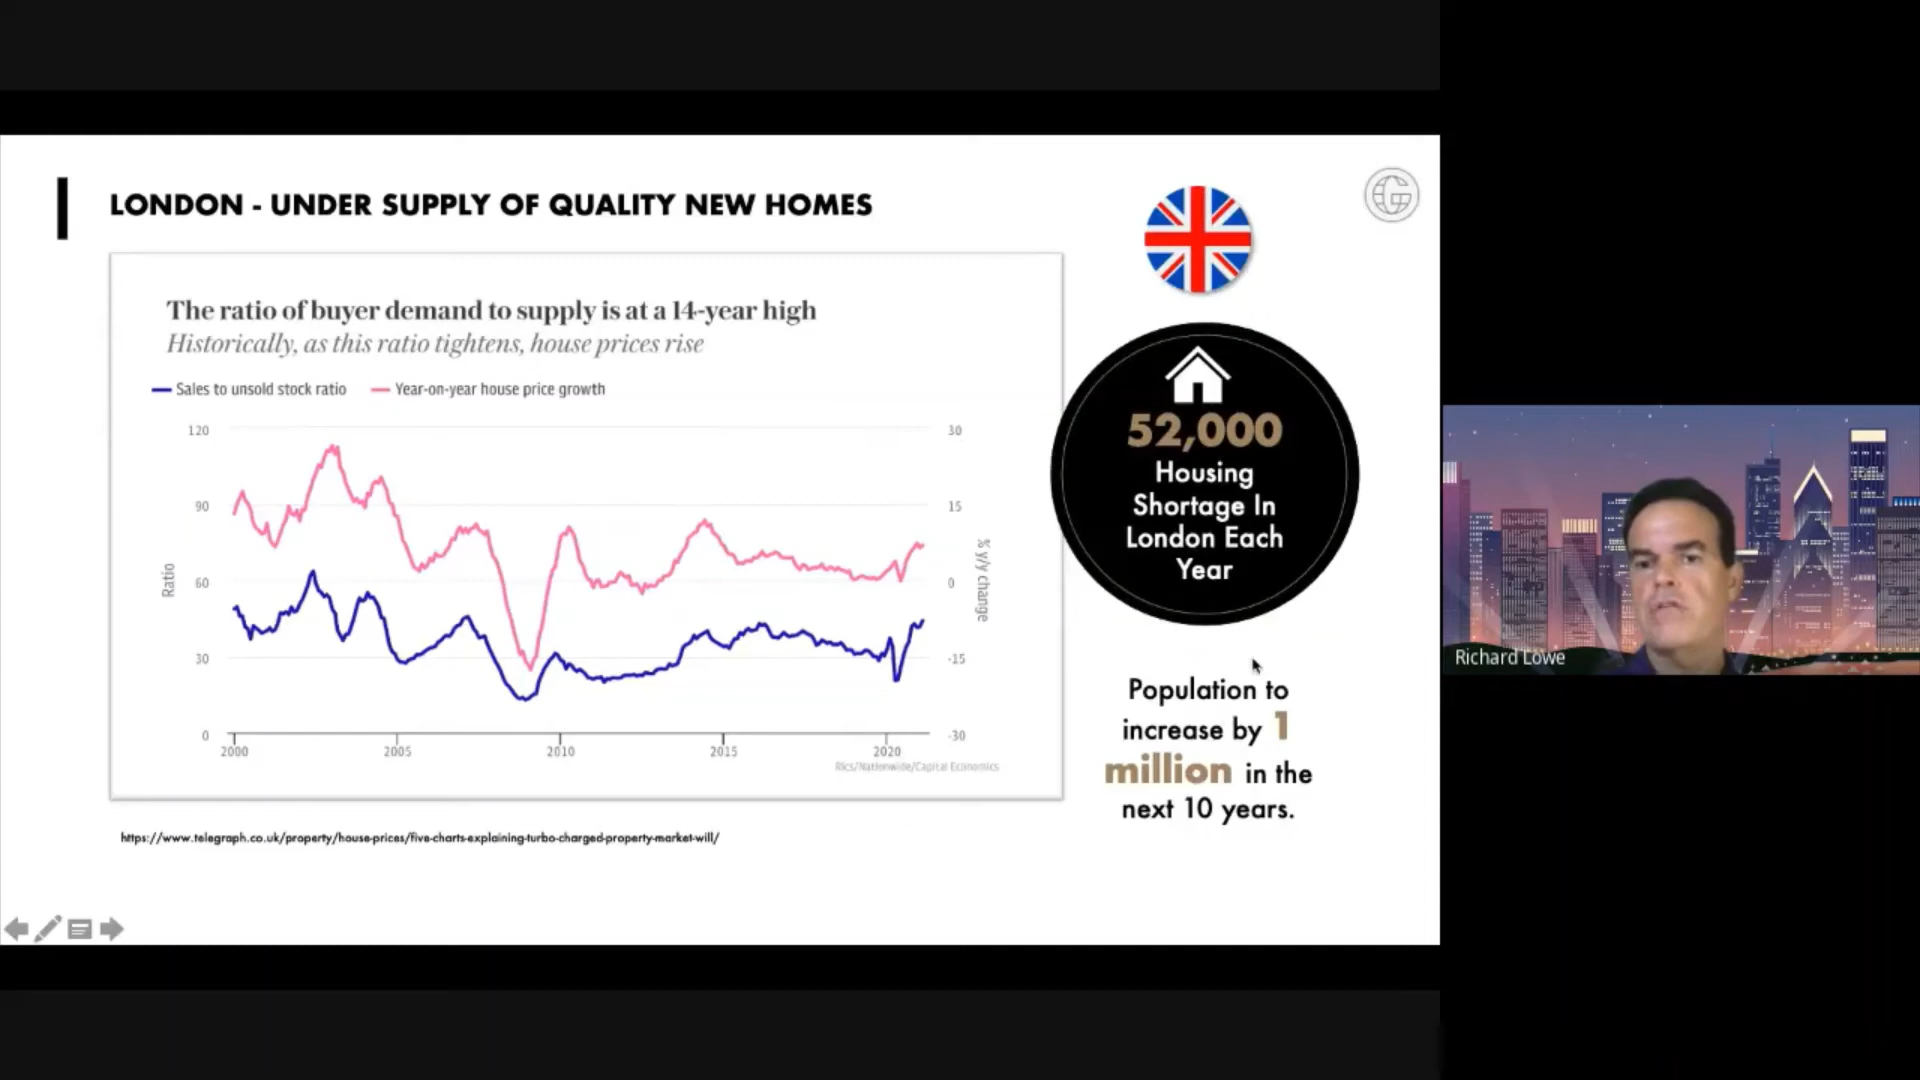 LONDON - UNDER SUPPLY OF QUALITY NEW HOMES
The ratio of buyer demand to supply is at a 14-year high
Historically, as this ratio tightens, house prices rise
Sales to unsold stock ratio
Year-on-year house price growth
120
90
60
30
0
Ratio
30
15
0
-15
-30
% y/y change
2000
2005
2010
2015
2020
Rics/Nationwide/Capital Economics
https://www.telegraph.co.uk/property/house-prices/five-charts-explaining-turbo-charged-property-market-will/
52,000
Housing
Shortage In
London Each
Year
Population to
increase by 1
million in the
next 10 years.
G
Richard Lowe